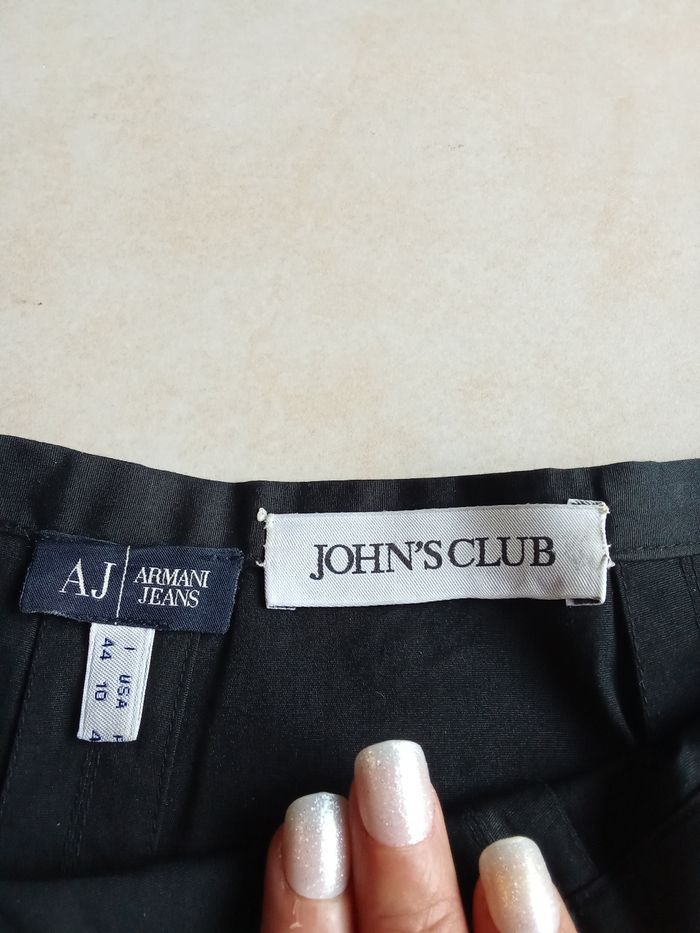 AJ ARMANI
JEANS
JOHN'S CLUB
I USA
44 10